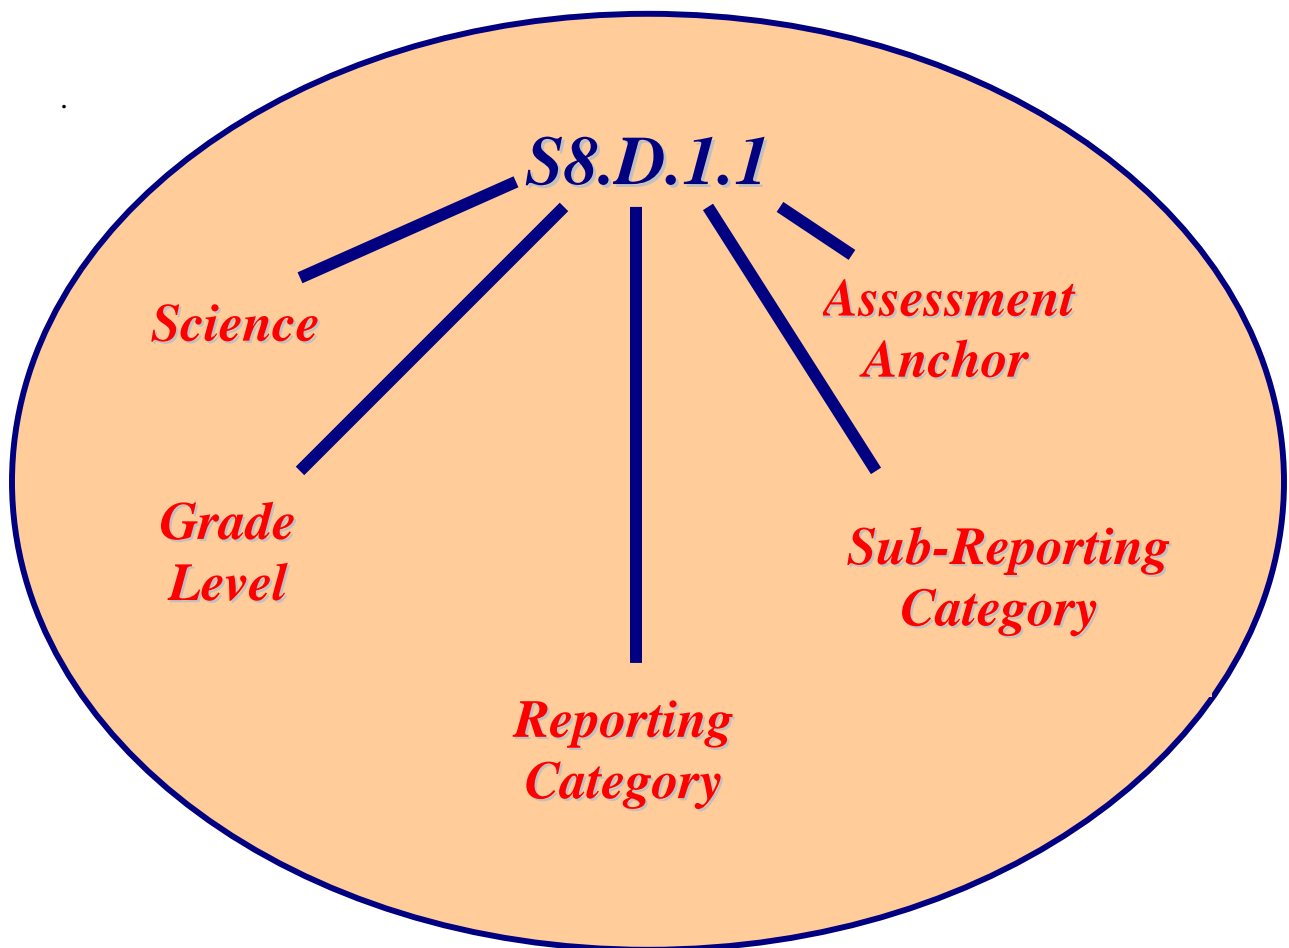 .
S8.D.1.1
Science
Assessment
Anchor
Grade
Level
Sub-Reporting
Category
Reporting
Category